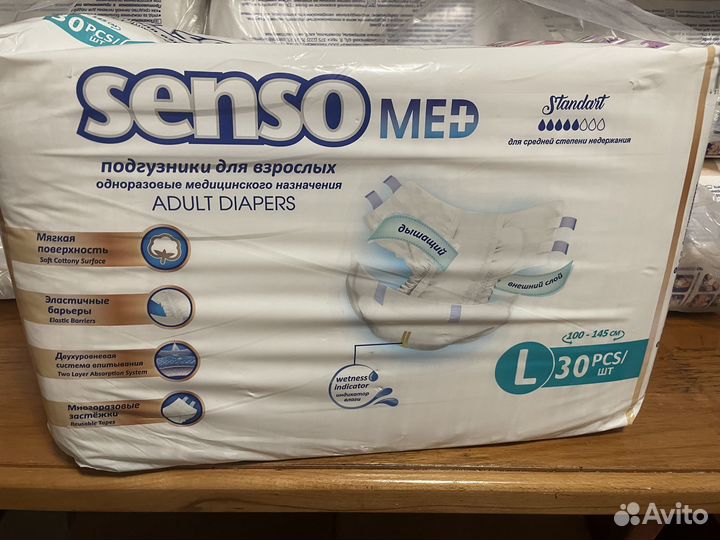 30 PCS/
ШТ
senso MED
Standart
для средней степени недержания
подгузники для взрослых
одноразовые медицинского назначения
ADULT DIAPERS
Мягкая
поверхность
Soft Cottony Surface
дышащий
внешний слой
Эластичные
барьеры
Elastic Barriers
Двухуровневая
система впитывания
Two Layer Absorption System
Многоразовые
застёжки
Reusable Tapes
wetness
indicator
индикатор
влаги
100 - 145 см
L 30 PCS/
ШТ
Avito